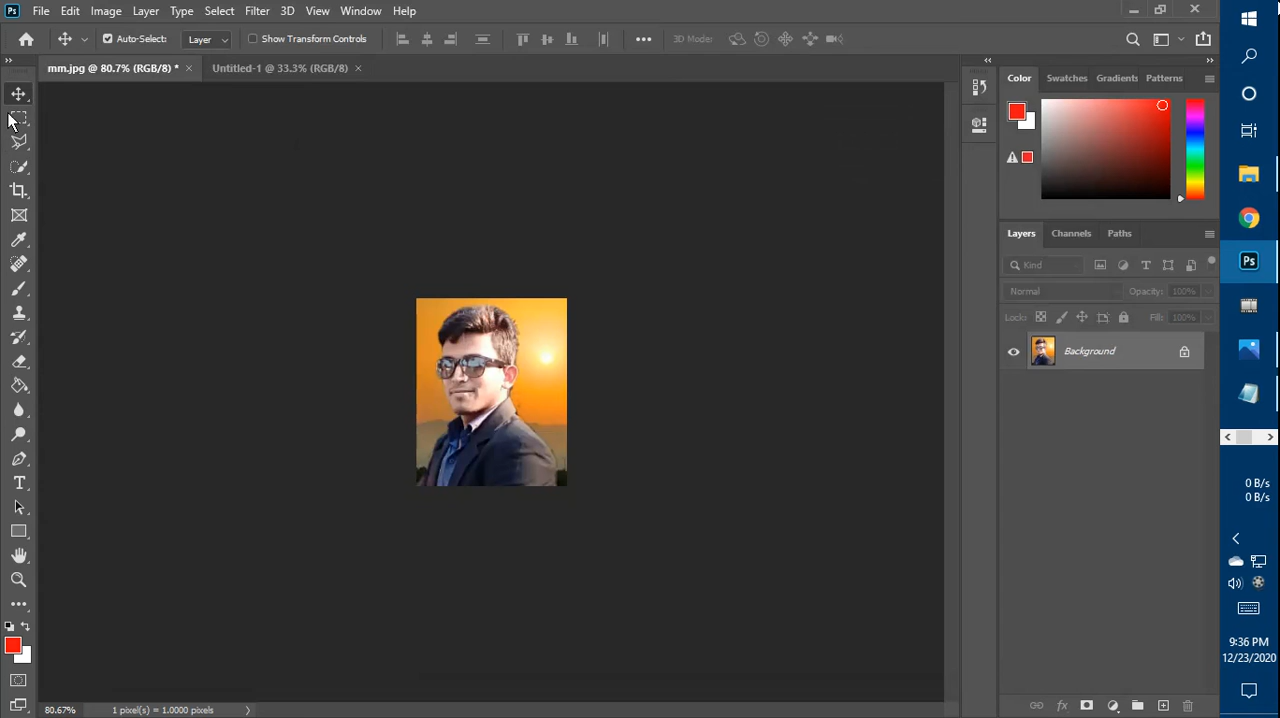 Ps File Edit Image Layer Type Select Filter 3D View Window Help
Auto-Select: Layer Show Transform Controls 3D Mode:
mm.jpg @ 80.7% (RGB/8) * × Untitled-1 @ 33.3% (RGB/8) ×
Color Swatches Gradients Patterns
Layers Channels Paths
Kind
Normal Opacity: 100%
Lock: Fill: 100%
Background
Ps
0 B/s
0 B/s
9:36 PM
12/23/2020
80.67% 1 pixel(s) = 1.0000 pixels